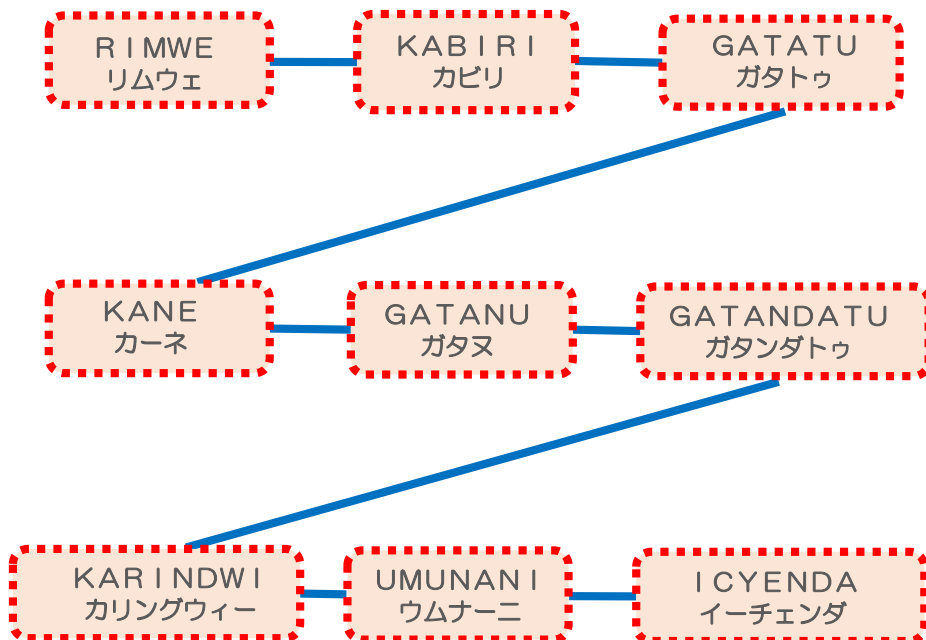 RIMWE
リムウェ
KABIRI
カビリ
GATATU
ガタトゥ
KANE
カーネ
GATANU
ガタヌ
GATANDATU
ガタンダトゥ
KARINDWI
カリングウィー
UMUNANI
ウムナーニ
ICYENDA
イーチェンダ